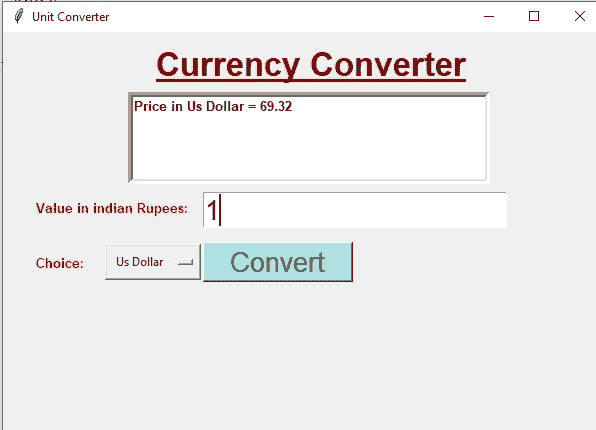 Unit Converter
Currency Converter
Price in Us Dollar = 69.32
Value in indian Rupees: 1
Choice: Us Dollar Convert